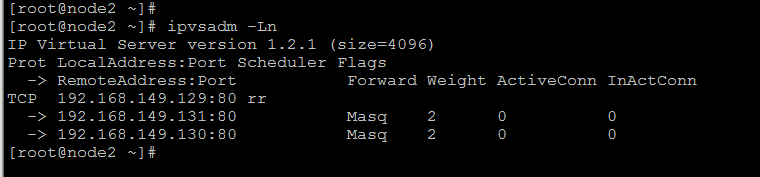 [root@node2 ~]#
[root@node2 ~]# ipvsadm -Ln
IP Virtual Server version 1.2.1 (size=4096)
Prot LocalAddress:Port Scheduler Flags
  -> RemoteAddress:Port           Forward Weight ActiveConn InActConn
TCP  192.168.149.129:80 rr
  -> 192.168.149.131:80           Masq    2      0          0
  -> 192.168.149.130:80           Masq    2      0          0
[root@node2 ~]#